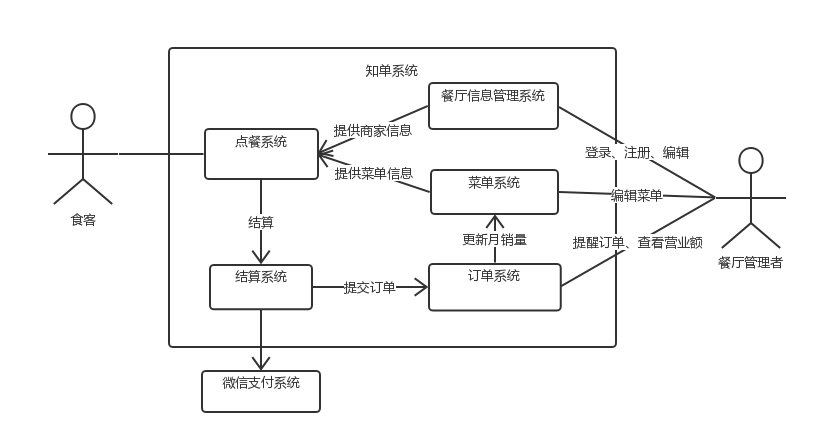 知单系统
餐厅信息管理系统
提供商家信息
点餐系统
登录、注册、编辑
提供菜单信息
菜单系统
编辑菜单
食客
结算
更新月销量
提醒订单、查看营业额
餐厅管理者
结算系统
提交订单
订单系统
微信支付系统